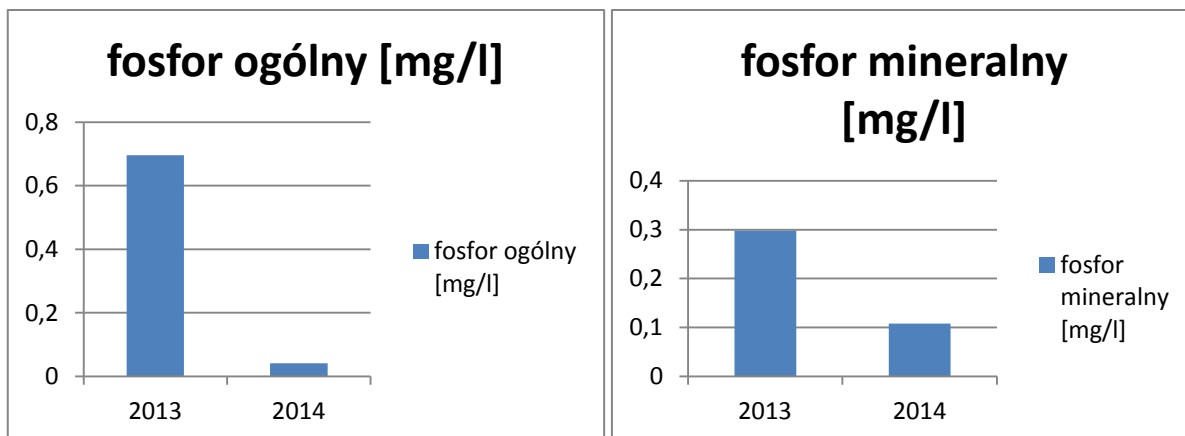 fosfor ogólny [mg/l]
0,8
0,6
0,4
0,2
0
2013 2014
fosfor ogólny
[mg/l]
fosfor mineralny
[mg/l]
0,4
0,3
0,2
0,1
0
2013 2014
fosfor
mineralny
[mg/l]